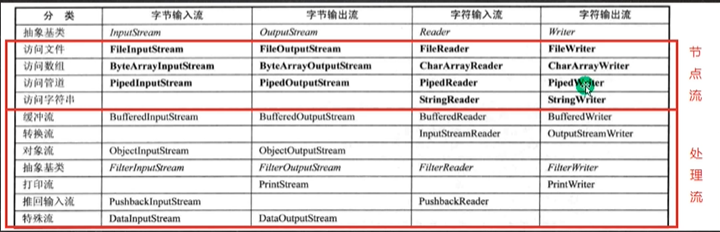 分 类 字节输入流 字节输出流 字符输入流 字符输出流
抽象基类 InputStream OutputStream Reader Writer
访问文件 FileInputStream FileOutputStream FileReader FileWriter
访问数组 ByteArrayInputStream ByteArrayOutputStream CharArrayReader CharArrayWriter
访问管道 PipedInputStream PipedOutputStream PipedReader PipedWriter
访问字符串 StringReader StringWriter
缓冲流 BufferedInputStream BufferedOutputStream BufferedReader BufferedWriter
转换流 InputStreamReader OutputStreamWriter
对象流 ObjectInputStream ObjectOutputStream
抽象基类 FilterInputStream FilterOutputStream FilterReader FilterWriter
打印流 PrintStream PrintWriter
推回输入流 PushbackInputStream PushbackReader
特殊流 DataInputStream DataOutputStream
节点流
处理流